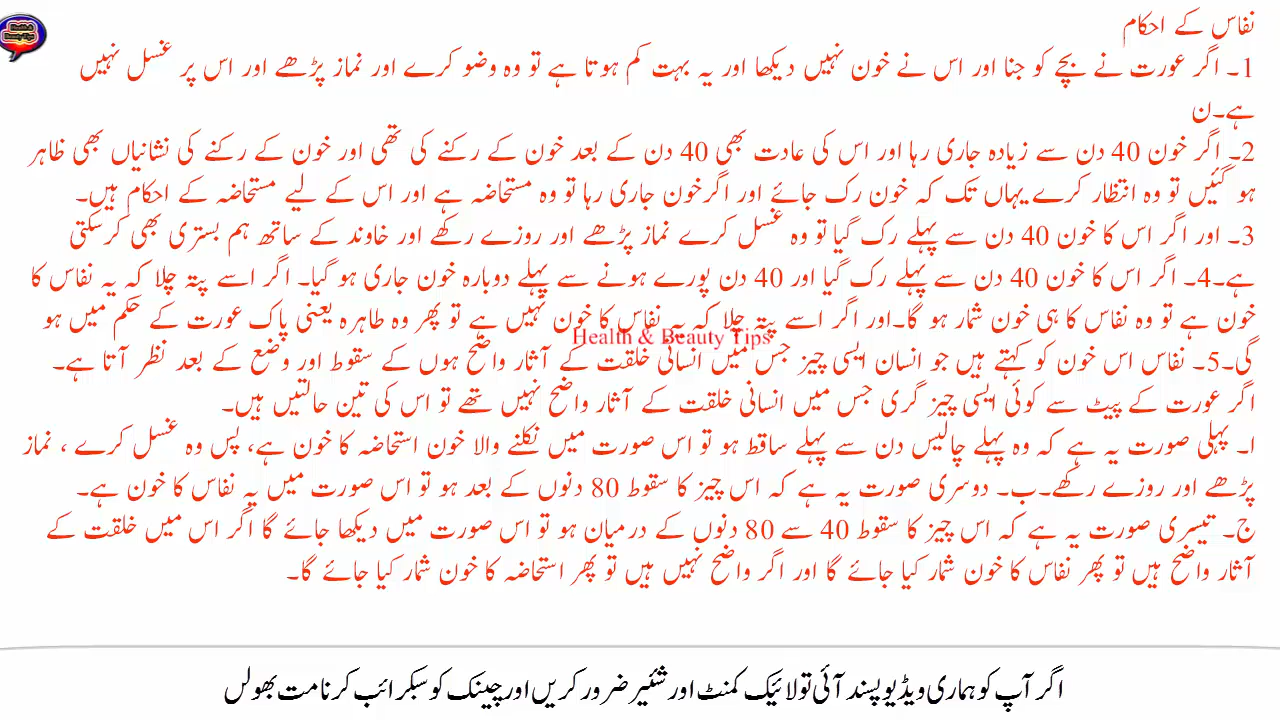 Health & Beauty Tips
نفاس کے احکام
1۔ اگر عورت نے بچے کو جنا اور اس نے خون نہیں دیکھا اور یہ بہت کم ہوتا ہے تو وہ وضو کرے اور نماز پڑھے اور اس پر غسل نہیں
ہے۔ن
2۔ اگر خون 40 دن سے زیادہ جاری رہا اور اس کی عادت بھی 40 دن کے بعد خون کے رکنے کی تھی اور خون کے رکنے کی نشانیاں بھی ظاہر
ہو گئیں تو وہ انتظار کرے یہاں تک کہ خون رک جائے اور اگرخون جاری رہا تو وہ مستحاضہ ہے اور اس کے لیے مستحاضہ کے احکام ہیں۔
3۔ اور اگر اس کا خون 40 دن سے پہلے رک گیا تو وہ غسل کرے نماز پڑھے اور روزے رکھے اور خاوند کے ساتھ ہم بستری بھی کرسکتی
ہے۔4۔ اگر اس کا خون 40 دن سے پہلے رک گیا اور 40 دن پورے ہونے سے پہلے دوبارہ خون جاری ہو گیا۔ اگر اسے پتہ چلا کہ یہ نفاس کا
خون ہے تو وہ نفاس کا ہی خون شمار ہو گا۔اور اگر اسے پتہ چلا کہ یہ نفاس کا خون نہیں ہے تو پھر وہ طاہرہ یعنی پاک عورت کے حکم میں ہو
Health & Beauty Tips
گی۔5۔ نفاس اس خون کو کہتے ہیں جو انسان ایسی چیز جس میں انسانی خلقت کے آثار واضح ہوں کے سقوط اور وضع کے بعد نظر آتا ہے۔
اگر عورت کے پیٹ سے کوئی ایسی چیز گری جس میں انسانی خلقت کے آثار واضح نہیں تھے تو اس کی تین حالتیں ہیں۔
ا۔ پہلی صورت یہ ہے کہ وہ پہلے چالیس دن سے پہلے ساقط ہو تو اس صورت میں نکلنے والا خون استحاضہ کا خون ہے، پس وہ غسل کرے ، نماز
پڑھے اور روزے رکھے۔ب۔ دوسری صورت یہ ہے کہ اس چیز کا سقوط 80 دنوں کے بعد ہو تو اس صورت میں یہ نفاس کا خون ہے۔
ج۔ تیسری صورت یہ ہے کہ اس چیز کا سقوط 40 سے 80 دنوں کے درمیان ہو تو اس صورت میں دیکھا جائے گا اگر اس میں خلقت کے
آثار واضح ہیں تو پھر نفاس کا خون شمار کیا جائے گا اور اگر واضح نہیں ہیں تو پھر استحاضہ کا خون شمار کیا جائے گا۔
اگر آپ کو ہماری ویڈیو پسند آئی تو لائیک کمنٹ اور شئیر ضرور کریں اور چینک کو سبکرائب کرنا مت بھولں